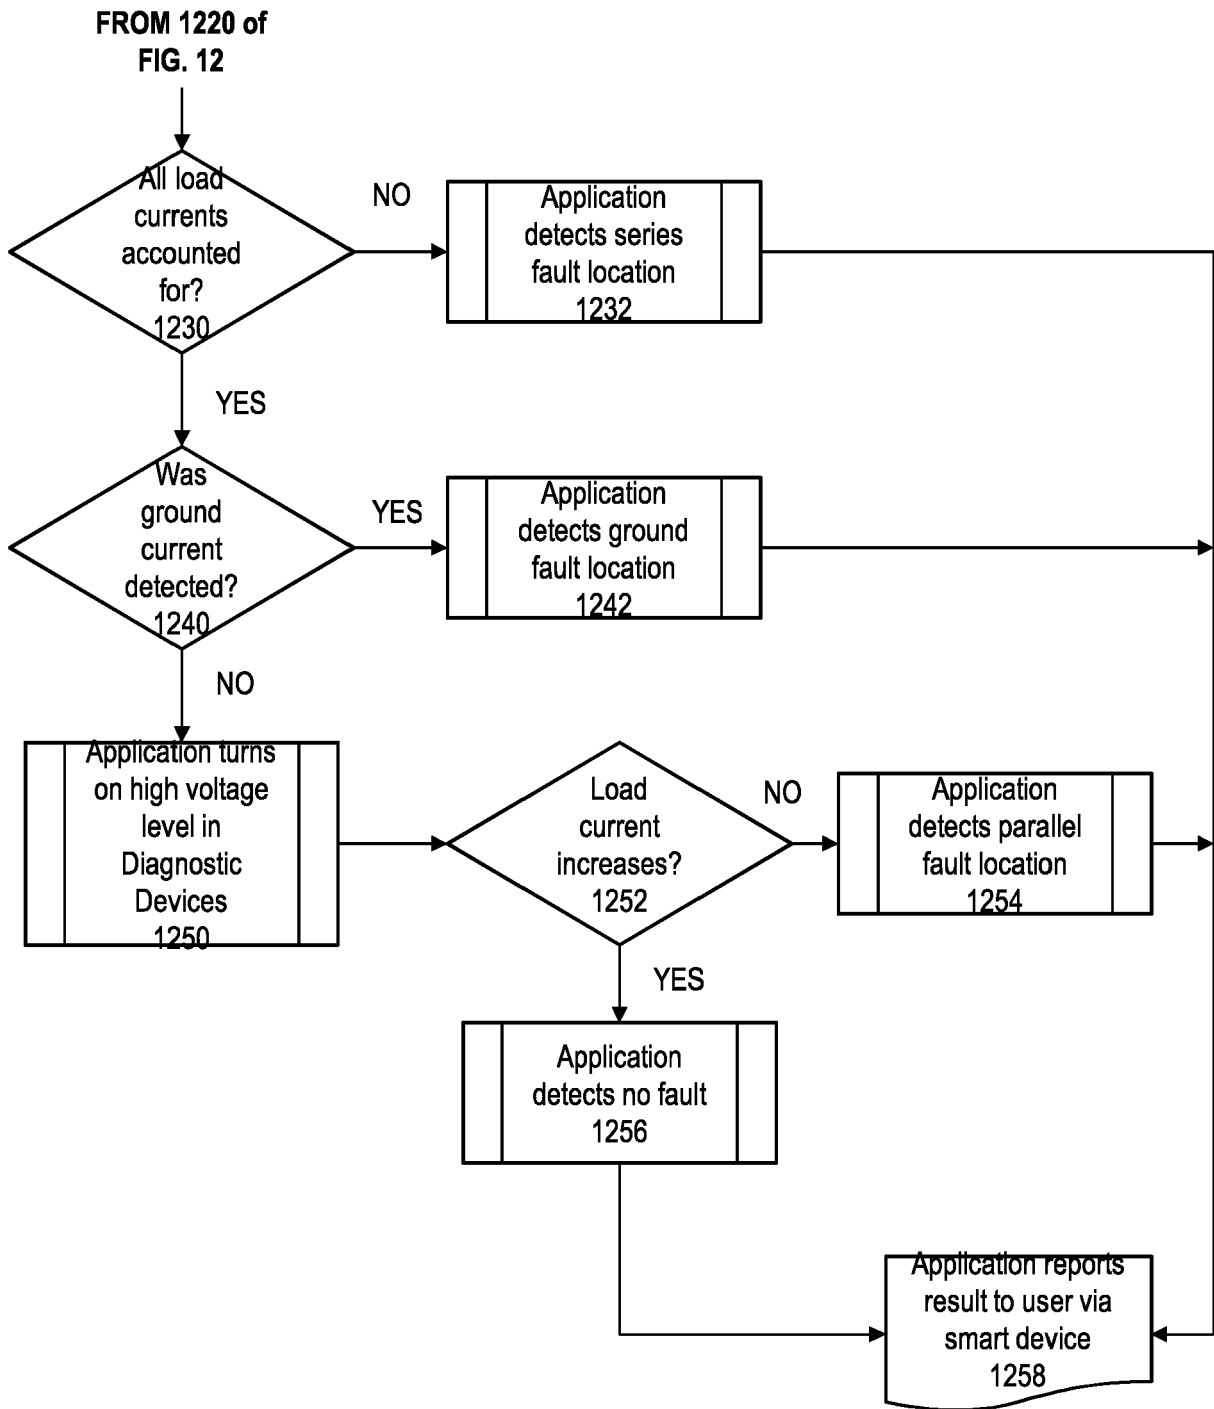 FROM 1220 of
FIG. 12
All load
currents
accounted
for?
1230
NO
Application
detects series
fault location
1232
YES
Was
ground
current
detected?
1240
YES
Application
detects ground
fault location
1242
NO
Application turns
on high voltage
level in
Diagnostic
Devices
1250
Load
current
increases?
1252
NO
Application
detects parallel
fault location
1254
YES
Application
detects no fault
1256
Application reports
result to user via
smart device
1258